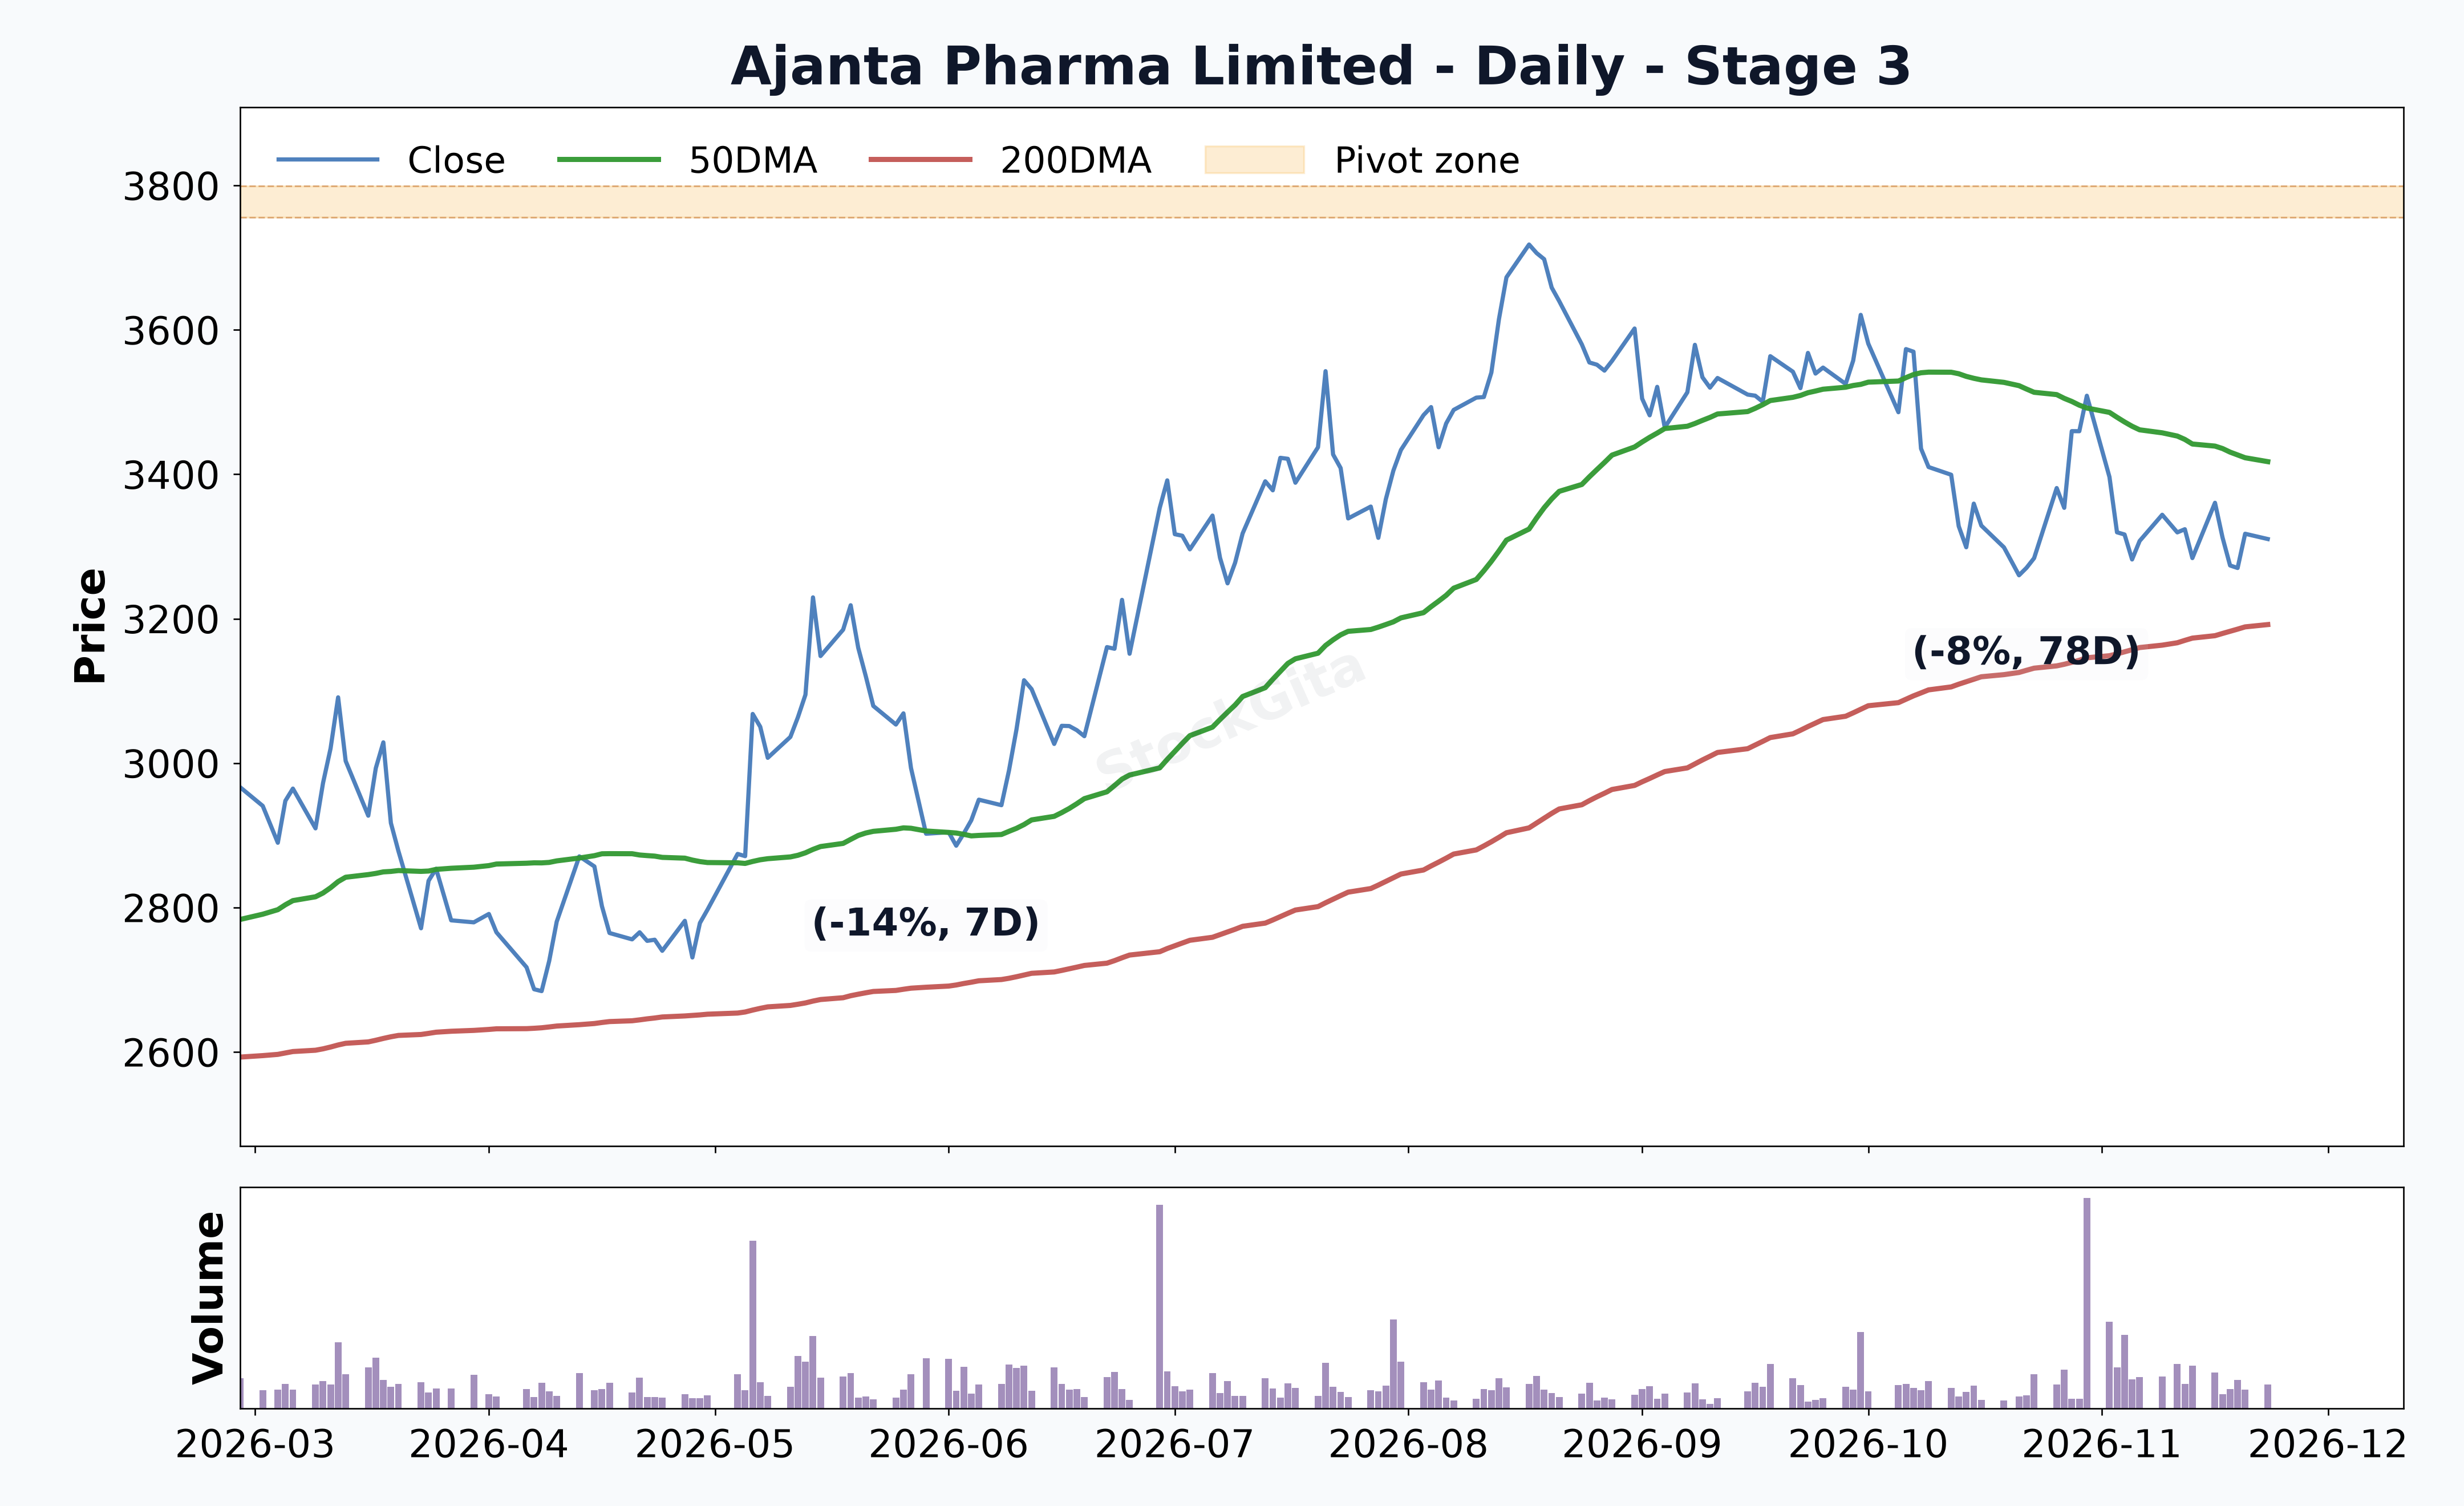 Ajanta Pharma Limited - Daily - Stage 3
Close 50DMA 200DMA Pivot zone
3800
3600
3400
3200
3000
2800
2600
Price
(-8%, 78D)
(-14%, 7D)
StockGita
Volume
2026-03 2026-04 2026-05 2026-06 2026-07 2026-08 2026-09 2026-10 2026-11 2026-12